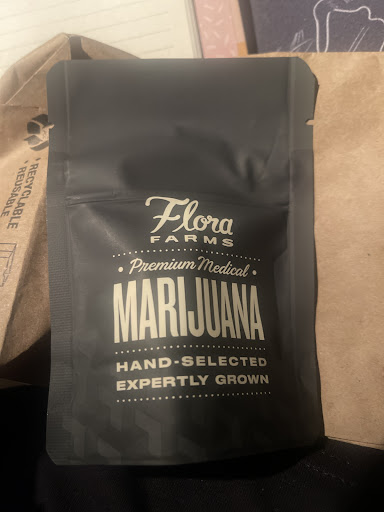 RECYCLABLE
REUSABLE
Flora
FARMS
• Premium Medical •
MARIJUANA
HAND-SELECTED
EXPERTLY GROWN